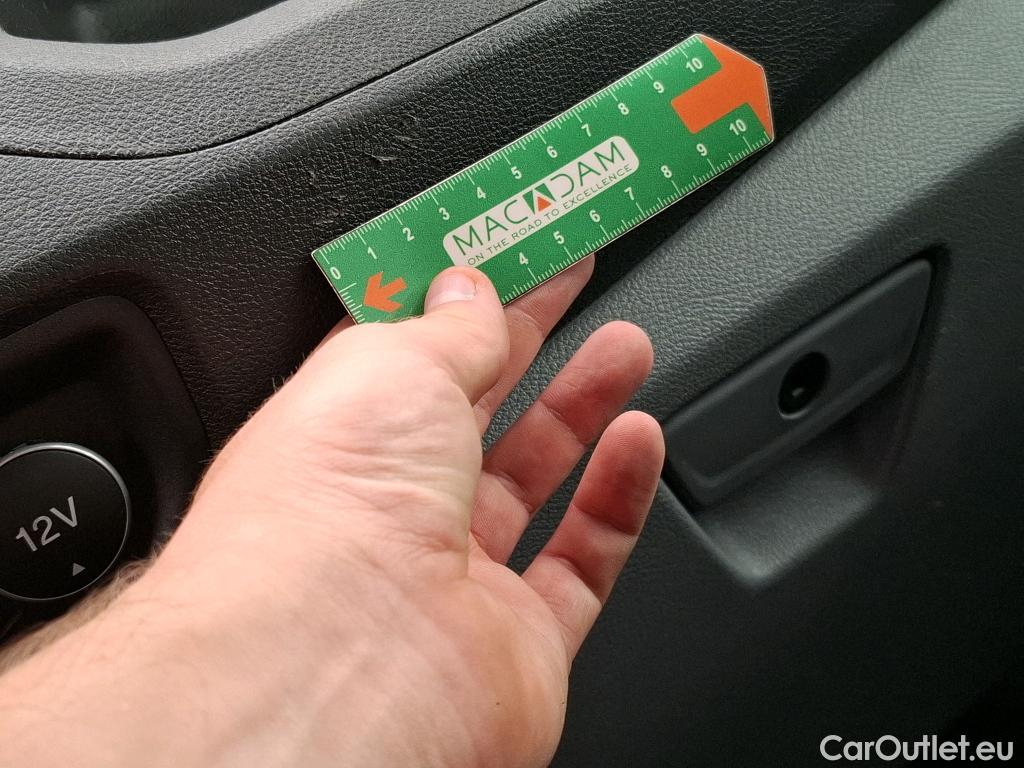 0 1 2 3 4 5 6 7 8 9 10
MACADAM
ON THE ROAD TO EXCELLENCE
4 5 6 7 8 9 10
12V
CarOutlet.eu